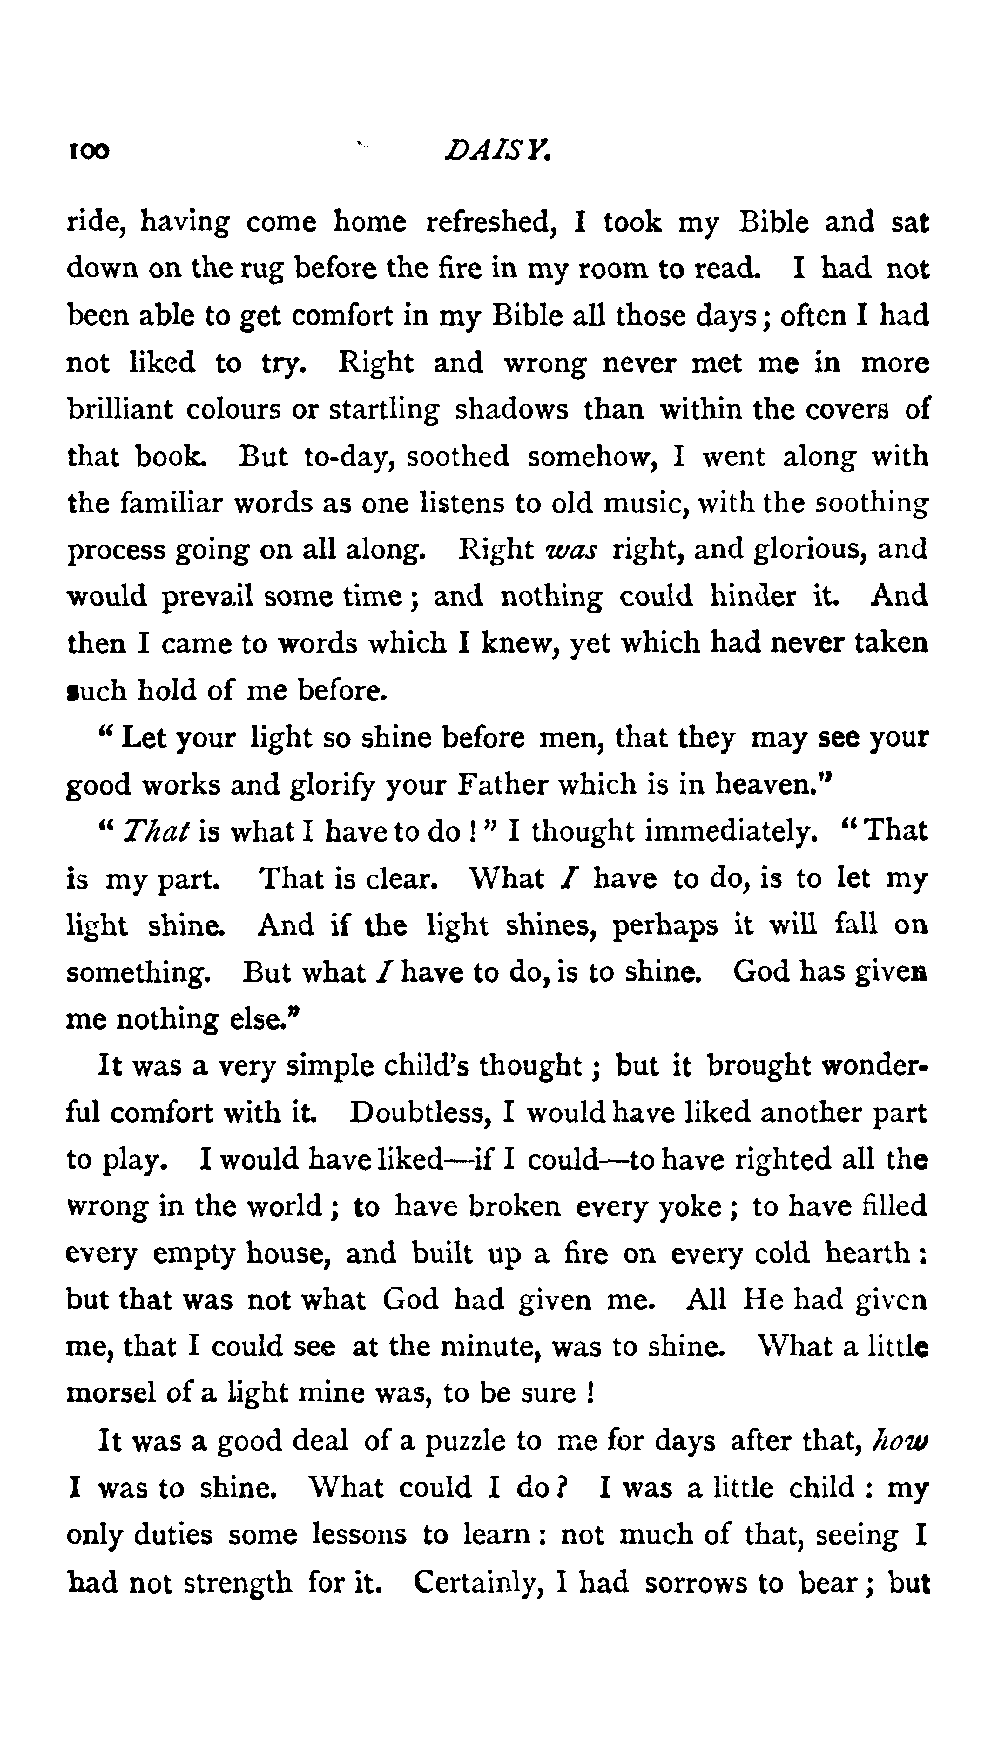 100 DAISY.
ride, having come home refreshed, I took my Bible and sat
down on the rug before the fire in my room to read. I had not
been able to get comfort in my Bible all those days; often I had
not liked to try. Right and wrong never met me in more
brilliant colours or startling shadows than within the covers of
that book. But to-day, soothed somehow, I went along with
the familiar words as one listens to old music, with the soothing
process going on all along. Right was right, and glorious, and
would prevail some time; and nothing could hinder it. And
then I came to words which I knew, yet which had never taken
such hold of me before.
"Let your light so shine before men, that they may see your
good works and glorify your Father which is in heaven."
"That is what I have to do!" I thought immediately. "That
is my part. That is clear. What I have to do, is to let my
light shine. And if the light shines, perhaps it will fall on
something. But what I have to do, is to shine. God has given
me nothing else."
It was a very simple child's thought; but it brought wonder-
ful comfort with it. Doubtless, I would have liked another part
to play. I would have liked—if I could—to have righted all the
wrong in the world; to have broken every yoke; to have filled
every empty house, and built up a fire on every cold hearth:
but that was not what God had given me. All He had given
me, that I could see at the minute, was to shine. What a little
morsel of a light mine was, to be sure!
It was a good deal of a puzzle to me for days after that, how
I was to shine. What could I do? I was a little child: my
only duties some lessons to learn: not much of that, seeing I
had not strength for it. Certainly, I had sorrows to bear; but